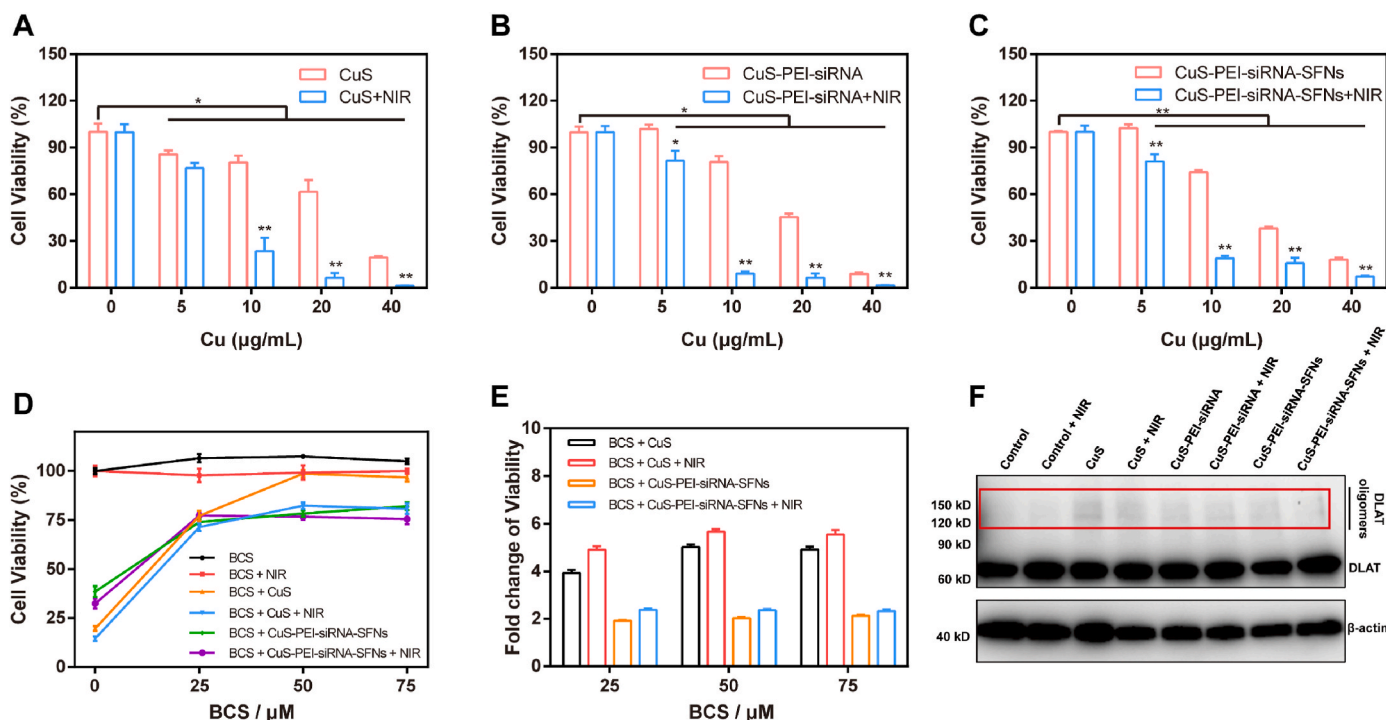 A
150
120
90
60
30
0
Cell Viability (%)
CuS
CuS+NIR
*
**
**
**
0 5 10 20 40
Cu (µg/mL)
B
150
120
90
60
30
0
Cell Viability (%)
CuS-PEI-siRNA
CuS-PEI-siRNA+NIR
*
*
**
**
**
0 5 10 20 40
Cu (µg/mL)
C
150
120
90
60
30
0
Cell Viability (%)
CuS-PEI-siRNA-SFNs
CuS-PEI-siRNA-SFNs+NIR
**
**
**
**
**
0 5 10 20 40
Cu (µg/mL)
D
100
75
50
25
0
Cell Viability (%)
BCS
BCS + NIR
BCS + CuS
BCS + CuS + NIR
BCS + CuS-PEI-siRNA-SFNs
BCS + CuS-PEI-siRNA-SFNs + NIR
0 25 50 75
BCS / µM
E
10
8
6
4
2
0
Fold change of Viability
BCS + CuS
BCS + CuS + NIR
BCS + CuS-PEI-siRNA-SFNs
BCS + CuS-PEI-siRNA-SFNs + NIR
25 50 75
BCS / µM
F
Control
Control + NIR
CuS
CuS + NIR
CuS-PEI-siRNA
CuS-PEI-siRNA + NIR
CuS-PEI-siRNA-SFNs
CuS-PEI-siRNA-SFNs + NIR
150 kD
120 kD
90 kD
60 kD
40 kD
DLAT
oligomers
DLAT
β-actin